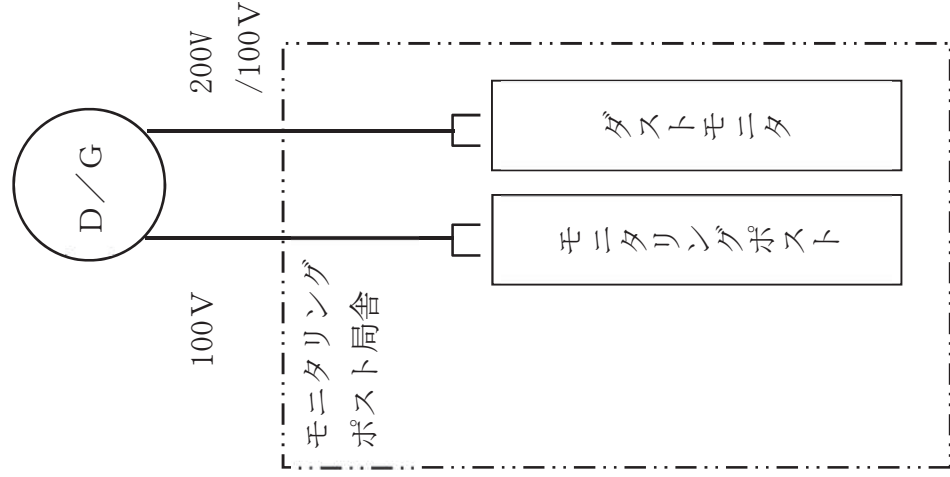 D/G
100V
200V
/100V
モニタリング
ポスト局舎
モニタリングポスト
ダストモニタ